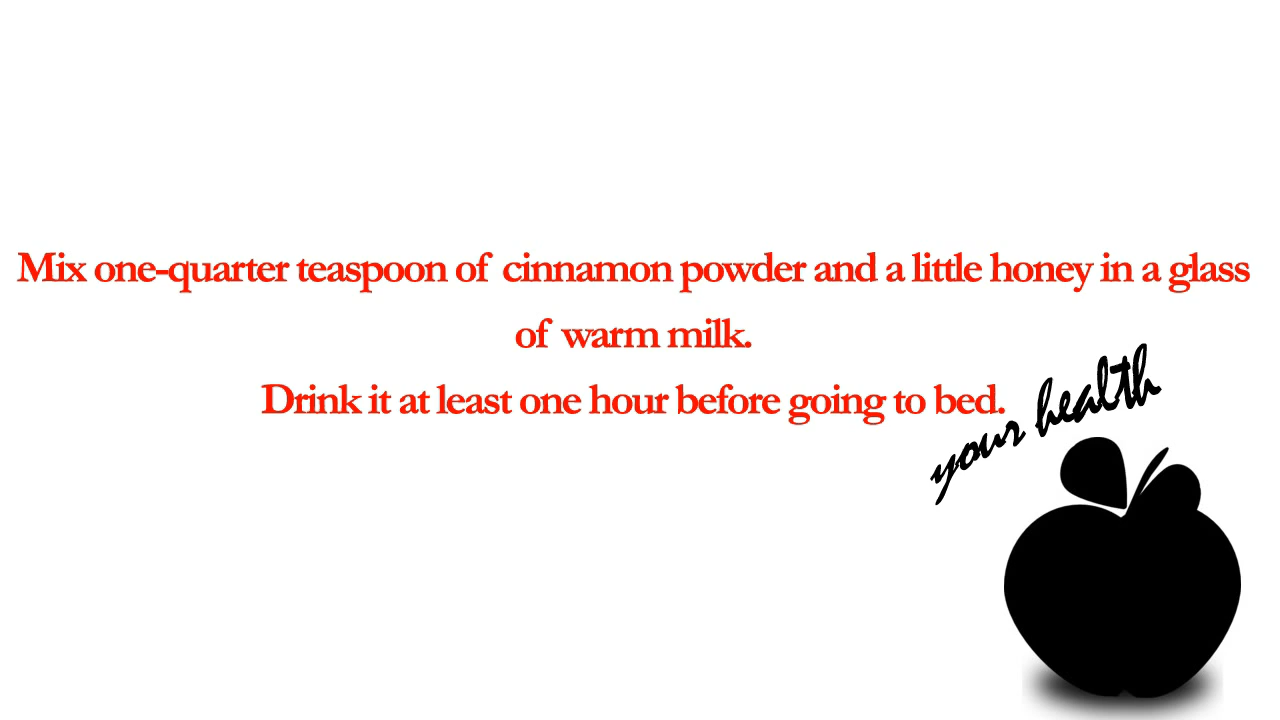 Mix one-quarter teaspoon of cinnamon powder and a little honey in a glass
of warm milk.
Drink it at least one hour before going to bed.
your health